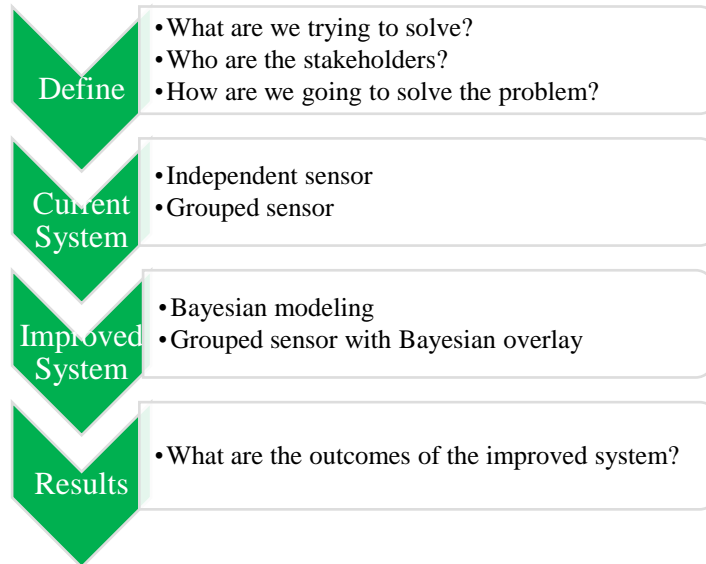 Define
•What are we trying to solve?
•Who are the stakeholders?
•How are we going to solve the problem?
Current
System
•Independent sensor
•Grouped sensor
Improved
System
•Bayesian modeling
•Grouped sensor with Bayesian overlay
Results
•What are the outcomes of the improved system?